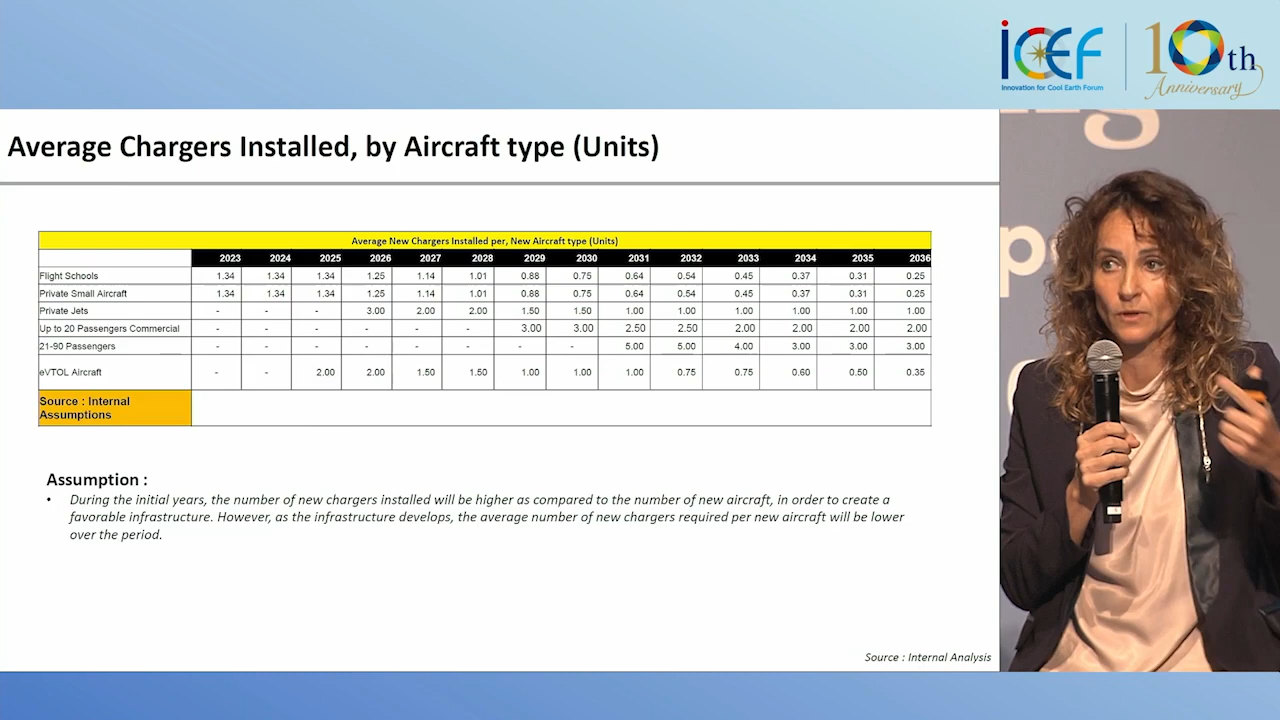 iCEF
Innovation for Cool Earth Forum
10th
Anniversary
Average Chargers Installed, by Aircraft type (Units)
Average New Chargers Installed per, New Aircraft type (Units)
2023 2024 2025 2026 2027 2028 2029 2030 2031 2032 2033 2034 2035 2036
Flight Schools 1.34 1.34 1.34 1.25 1.14 1.01 0.88 0.75 0.64 0.54 0.45 0.37 0.31 0.25
Private Small Aircraft 1.34 1.34 1.34 1.25 1.14 1.01 0.88 0.75 0.64 0.54 0.45 0.37 0.31 0.25
Private Jets - - - 3.00 2.00 2.00 1.50 1.50 1.00 1.00 1.00 1.00 1.00 1.00
Up to 20 Passengers Commercial - - - - - - 3.00 3.00 2.50 2.50 2.00 2.00 2.00 2.00
21-90 Passengers - - - - - - - - 5.00 5.00 4.00 3.00 3.00 3.00
eVTOL Aircraft - - 2.00 2.00 1.50 1.50 1.00 1.00 1.00 0.75 0.75 0.60 0.50 0.35
Source : Internal
Assumptions
Assumption :
• During the initial years, the number of new chargers installed will be higher as compared to the number of new aircraft, in order to create a
favorable infrastructure. However, as the infrastructure develops, the average number of new chargers required per new aircraft will be lower
over the period.
Source : Internal Analysis